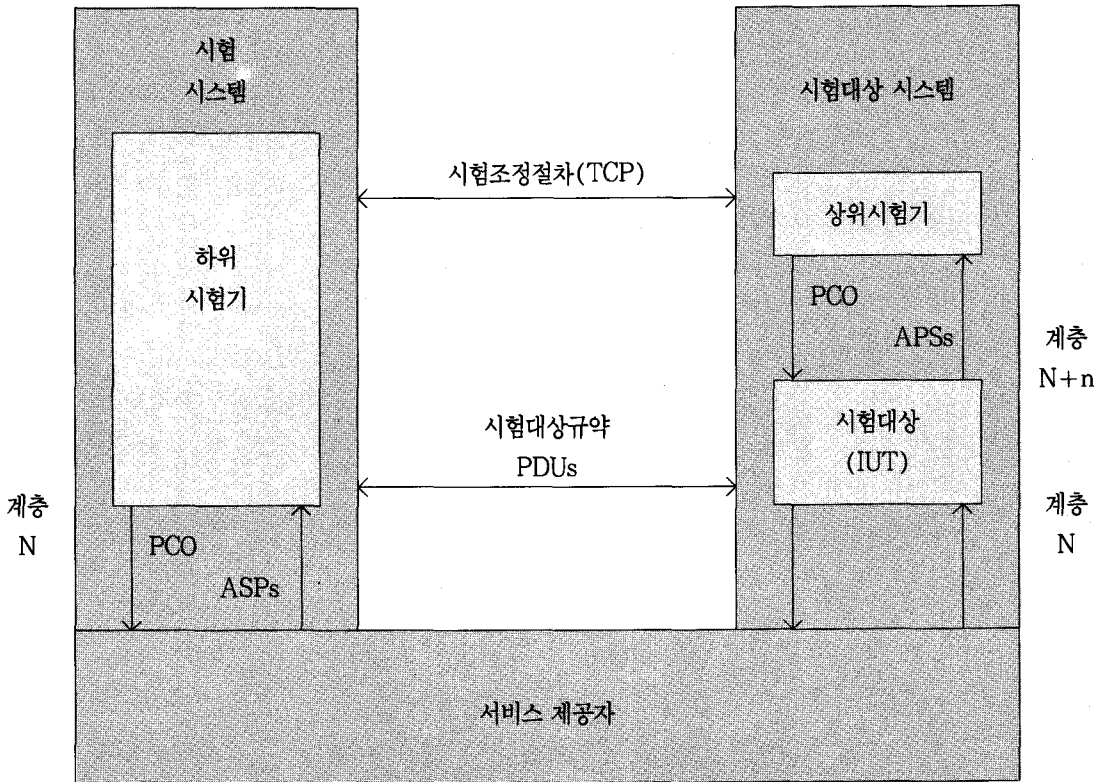 시험
시스템
시험대상 시스템
시험조정절차(TCP)
상위시험기
하위
시험기
PCO
APSs
계층
N+n
시험대상규약
PDUs
시험대상
(IUT)
계층
N
계층
N
PCO
ASPs
서비스 제공자